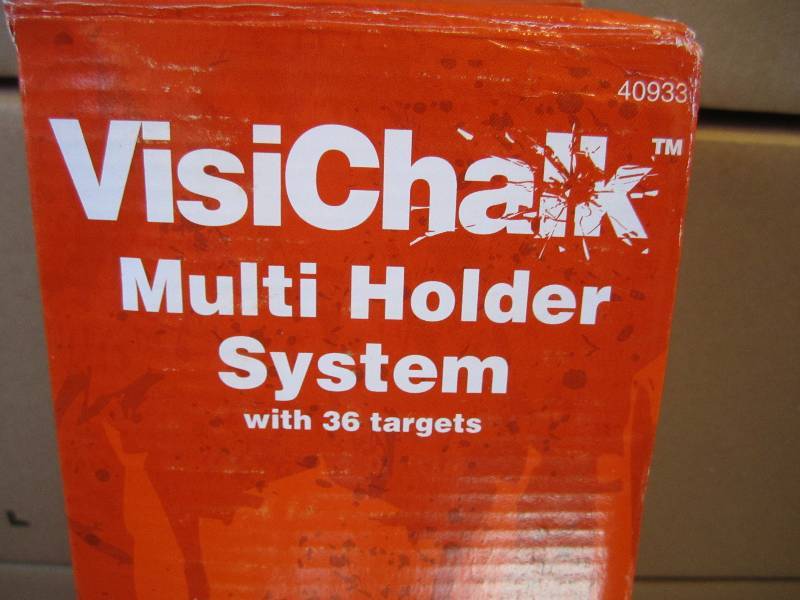 40933
VisiChalk™
Multi Holder
System
with 36 targets